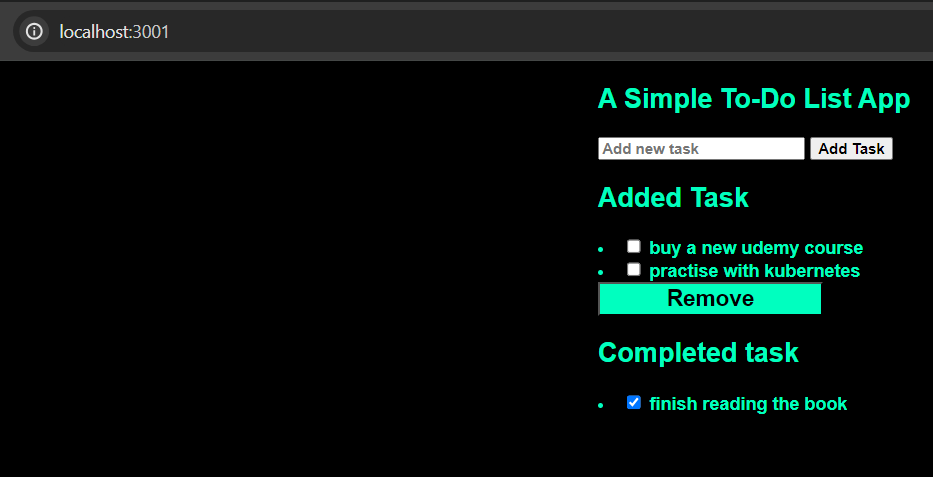 localhost:3001
A Simple To-Do List App
Add new task Add Task
Added Task
buy a new udemy course
practise with kubernetes
Remove
Completed task
finish reading the book